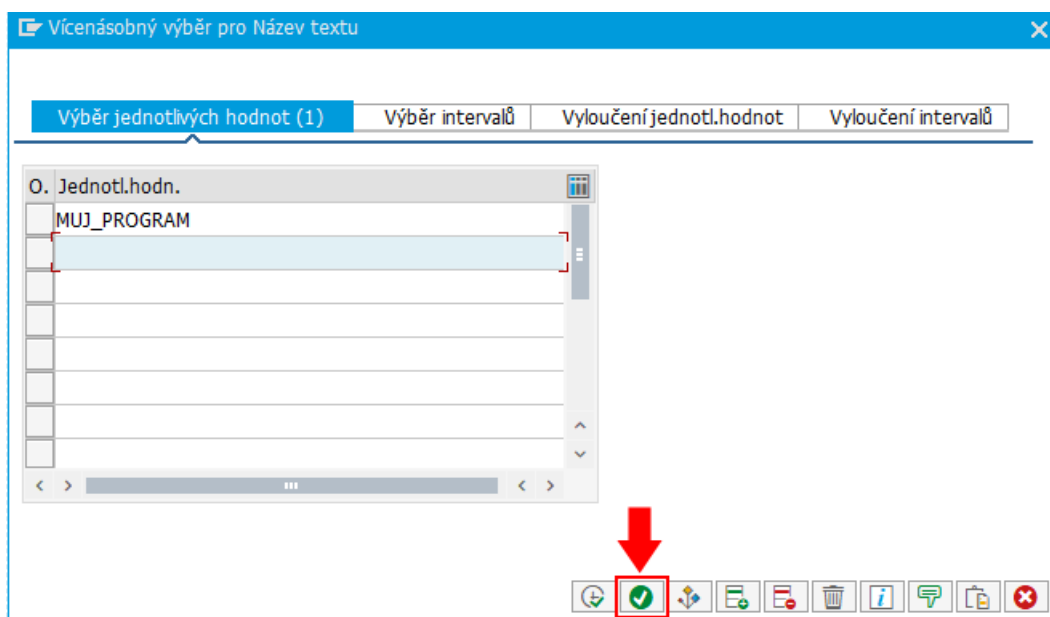 Vícenásobný výběr pro Název textu
Výběr jednotlivých hodnot (1) Výběr intervalů Vyloučení jednotl.hodnot Vyloučení intervalů
O. Jednotl.hodn.
MUJ_PROGRAM